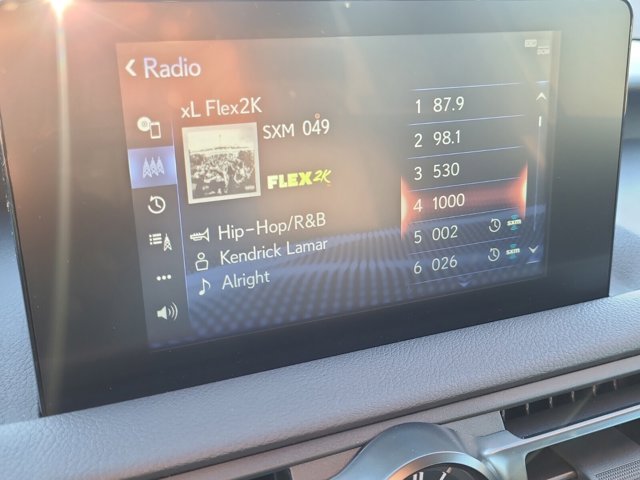 Radio
xL Flex2K
SXM 049
FLEX2K
Hip-Hop/R&B
Kendrick Lamar
Alright
1 87.9
2 98.1
3 530
4 1000
5 002
6 026